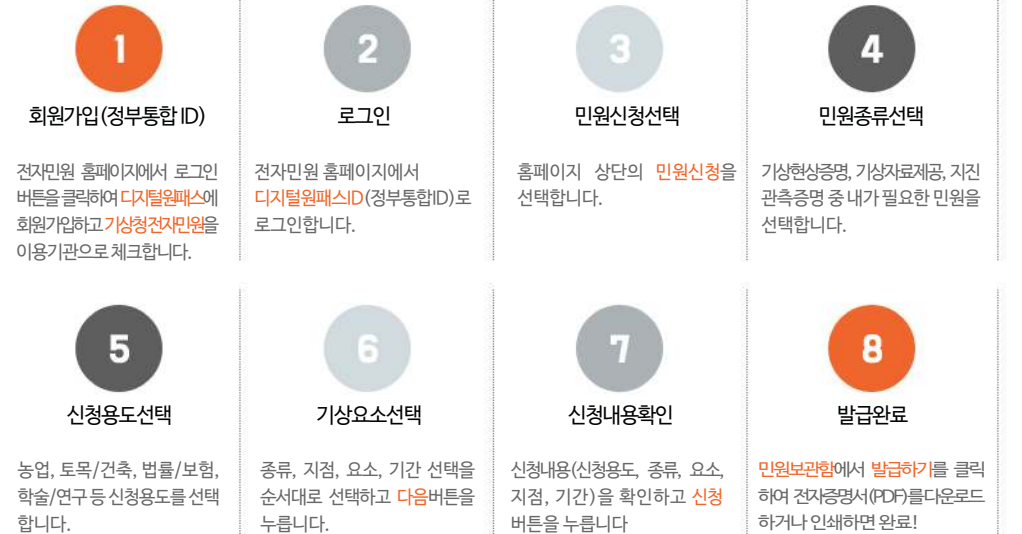 1
회원가입(정부통합 ID)
전자민원 홈페이지에서 로그인
버튼을 클릭하여 디지털원패스에
회원가입하고 기상청전자민원을
이용기관으로 체크합니다.
2
로그인
전자민원 홈페이지에서
디지털원패스ID(정부통합ID)로
로그인합니다.
3
민원신청선택
홈페이지 상단의 민원신청을
선택합니다.
4
민원종류선택
기상현상증명, 기상자료제공, 지진
관측증명 중 내가 필요한 민원을
선택합니다.
5
신청용도선택
농업, 토목/건축, 법률/보험,
학술/연구 등 신청용도를 선택
합니다.
6
기상요소선택
종류, 지점, 요소, 기간 선택을
순서대로 선택하고 다음버튼을
누릅니다.
7
신청내용확인
신청내용(신청용도, 종류, 요소,
지점, 기간)을 확인하고 신청
버튼을 누릅니다
8
발급완료
민원보관함에서 발급하기를 클릭
하여 전자증명서(PDF)를다운로드
하거나 인쇄하면 완료!